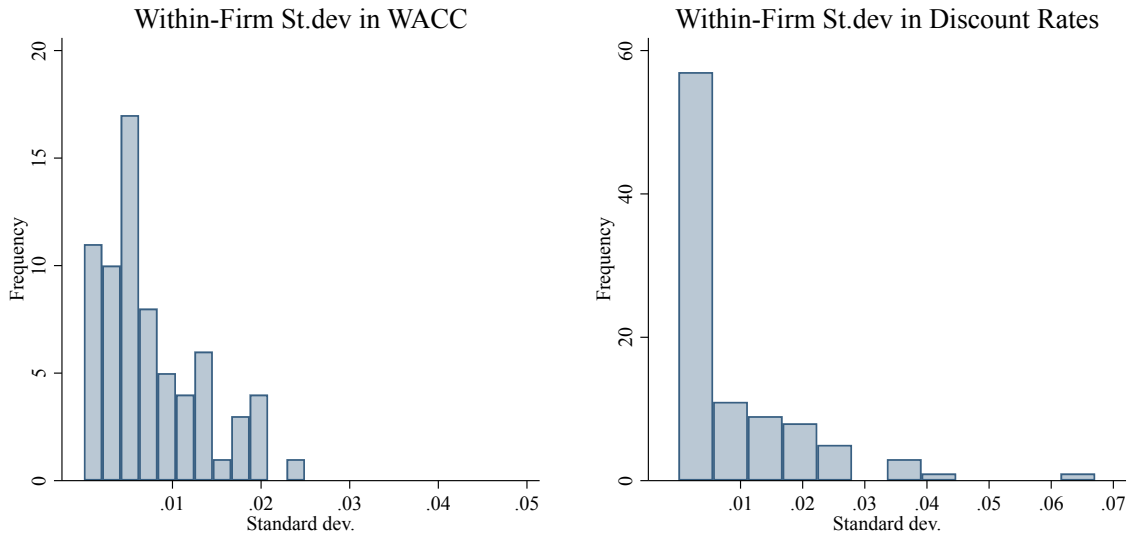 Within-Firm St.dev in WACC
20
15
10
5
0
Frequency
.01 .02 .03 .04 .05
Standard dev.
Within-Firm St.dev in Discount Rates
60
40
20
0
Frequency
.01 .02 .03 .04 .05 .06 .07
Standard dev.